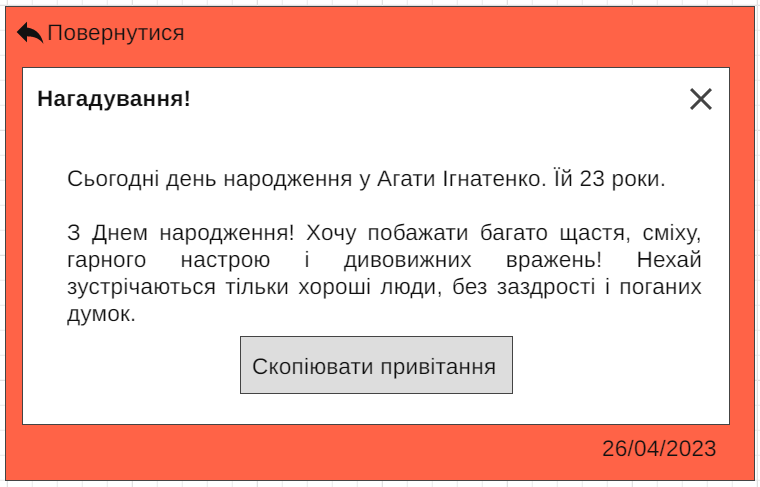 Повернутися
Нагадування!
Сьогодні день народження у Агати Ігнатенко. Їй 23 роки.
З Днем народження! Хочу побажати багато щастя, сміху,
гарного настрою і дивовижних вражень! Нехай
зустрічаються тільки хороші люди, без заздрості і поганих
думок.
Скопіювати привітання
26/04/2023